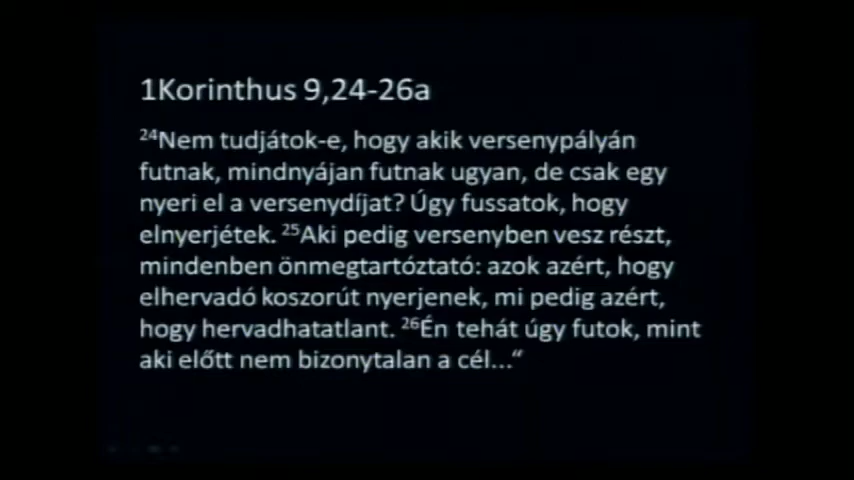 1Korinthus 9,24-26a
²⁴Nem tudjátok-e, hogy akik versenypályán
futnak, mindnyájan futnak ugyan, de csak egy
nyeri el a versenydíjat? Úgy fussatok, hogy
elnyerjétek. ²⁵Aki pedig versenyben vesz részt,
mindenben önmegtartóztató: azok azért, hogy
elhervadó koszorút nyerjenek, mi pedig azért,
hogy hervadhatatlant. ²⁶Én tehát úgy futok, mint
aki előtt nem bizonytalan a cél...“